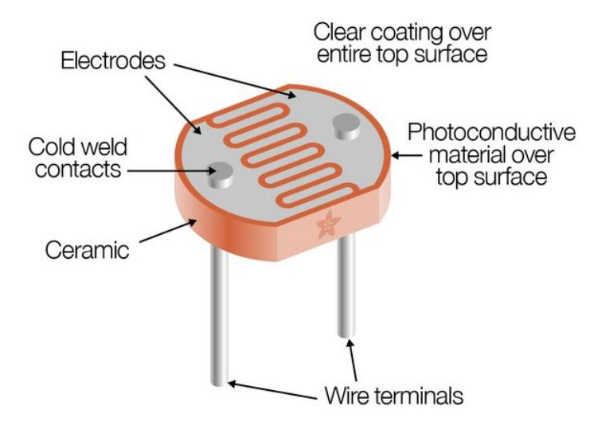 Clear coating over
entire top surface
Electrodes
Photoconductive
material over
top surface
Cold weld
contacts
Ceramic
Wire terminals